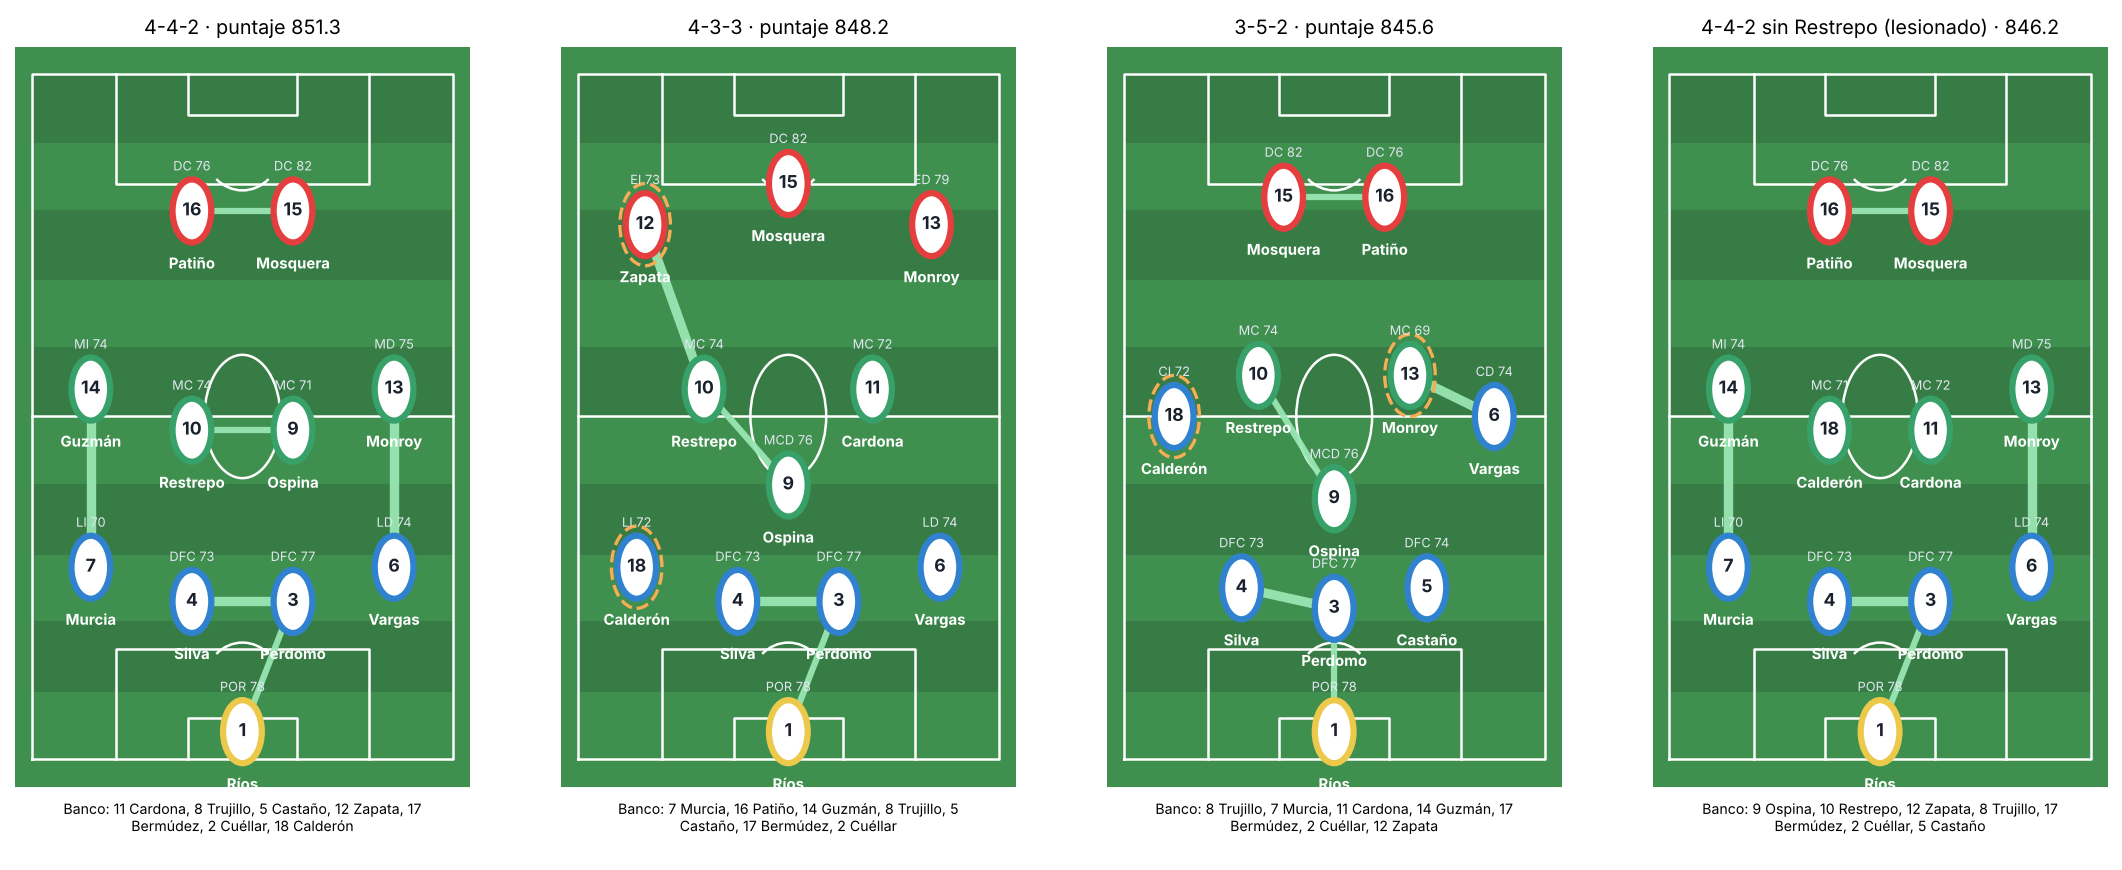 4-4-2 · puntaje 851.3
DC 76
DC 82
16
15
Patiño
Mosquera
MI 74
MD 75
14
13
MC 74
MC 71
10
9
Guzmán
Monroy
Restrepo
Ospina
LI 70
LD 74
7
6
DFC 73
DFC 77
4
3
Murcia
Vargas
Silva
Perdomo
POR 78
1
Ríos
Banco: 11 Cardona, 8 Trujillo, 5 Castaño, 12 Zapata, 17
Bermúdez, 2 Cuéllar, 18 Calderón
4-3-3 · puntaje 848.2
DC 82
15
Mosquera
EI 73
ED 79
12
13
Zapata
Monroy
MC 74
MC 72
10
11
Restrepo
Cardona
MCD 76
9
Ospina
LI 72
LD 74
18
6
DFC 73
DFC 77
4
3
Calderón
Vargas
Silva
Perdomo
POR 78
1
Ríos
Banco: 7 Murcia, 16 Patiño, 14 Guzmán, 8 Trujillo, 5
Castaño, 17 Bermúdez, 2 Cuéllar
3-5-2 · puntaje 845.6
DC 82
DC 76
15
16
Mosquera
Patiño
MC 74
MC 69
10
13
CI 72
CD 74
18
6
Restrepo
Monroy
Calderón
Vargas
MCD 76
9
Ospina
DFC 73
DFC 77
DFC 74
4
3
5
Silva
Castaño
Perdomo
POR 78
1
Ríos
Banco: 8 Trujillo, 7 Murcia, 11 Cardona, 14 Guzmán, 17
Bermúdez, 2 Cuéllar, 12 Zapata
4-4-2 sin Restrepo (lesionado) · 846.2
DC 76
DC 82
16
15
Patiño
Mosquera
MI 74
MD 75
14
13
MC 71
MC 72
18
11
Guzmán
Monroy
Calderón
Cardona
LI 70
LD 74
7
6
DFC 73
DFC 77
4
3
Murcia
Vargas
Silva
Perdomo
POR 78
1
Ríos
Banco: 9 Ospina, 10 Restrepo, 12 Zapata, 8 Trujillo, 17
Bermúdez, 2 Cuéllar, 5 Castaño